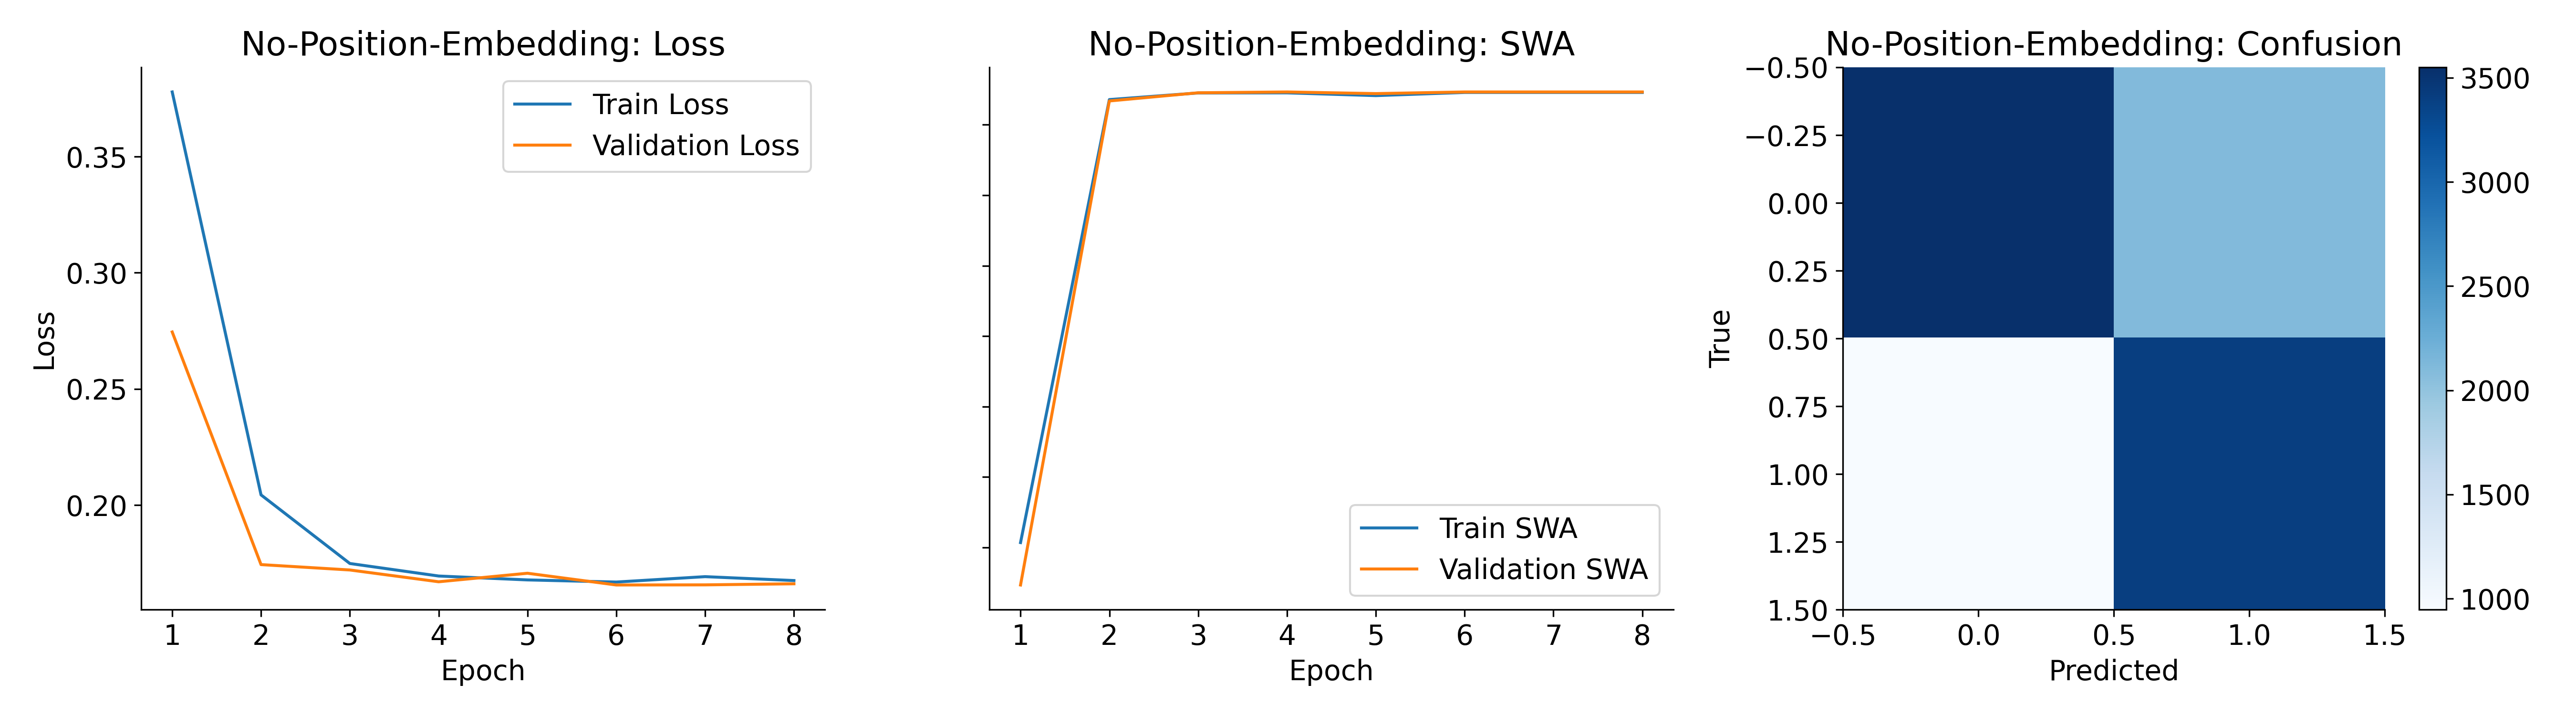 No-Position-Embedding: Loss
Train Loss
Validation Loss
0.35
0.30
0.25
0.20
Loss
1 2 3 4 5 6 7 8
Epoch
No-Position-Embedding: SWA
Train SWA
Validation SWA
1 2 3 4 5 6 7 8
Epoch
No-Position-Embedding: Confusion
−0.50
−0.25
0.00
0.25
0.50
0.75
1.00
1.25
1.50
True
−0.5 0.0 0.5 1.0 1.5
Predicted
3500
3000
2500
2000
1500
1000